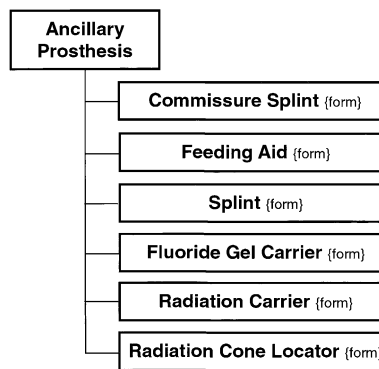 Ancillary
Prosthesis
Commissure Splint {form}
Feeding Aid {form}
Splint {form}
Fluoride Gel Carrier {form}
Radiation Carrier {form}
Radiation Cone Locator {form}